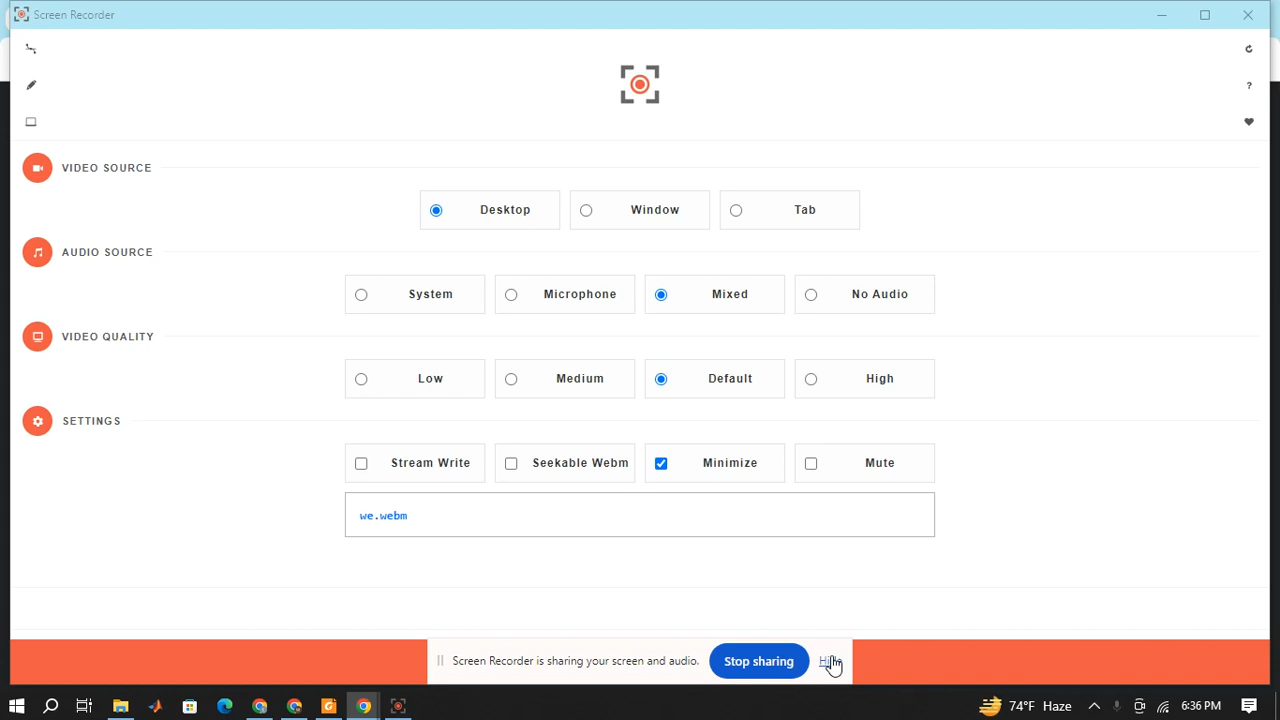 Screen Recorder
?
VIDEO SOURCE
Desktop Window Tab
AUDIO SOURCE
System Microphone Mixed No Audio
VIDEO QUALITY
Low Medium Default High
SETTINGS
Stream Write Seekable Webm Minimize Mute
we.webm
Screen Recorder is sharing your screen and audio. Stop sharing
74°F Haze 6:36 PM